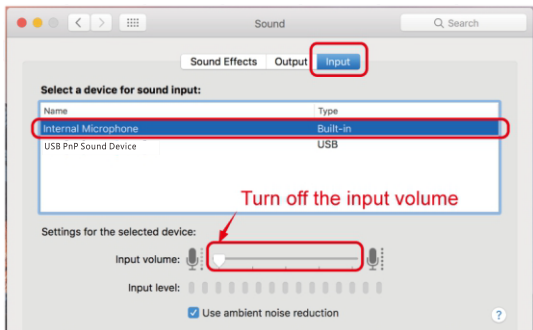 Sound
Search
Sound Effects Output Input
Select a device for sound input:
Name Type
Internal Microphone Built-in
USB PnP Sound Device USB
Turn off the input volume
Settings for the selected device:
Input volume:
Input level:
Use ambient noise reduction ?